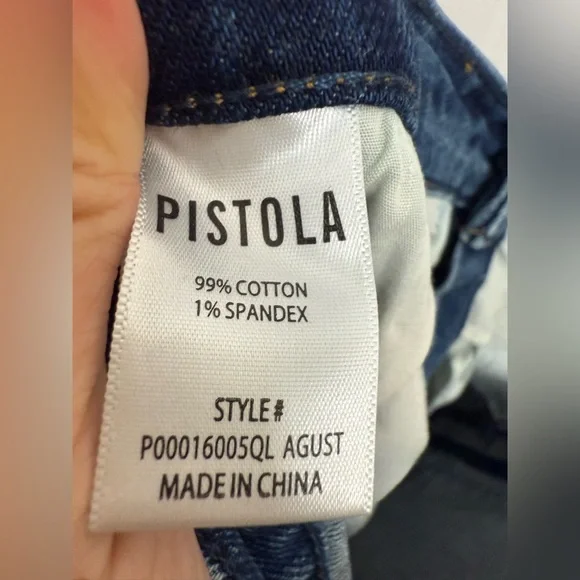 PISTOLA
99% COTTON
1% SPANDEX
STYLE#
P00016005QL AGUST
MADE IN CHINA